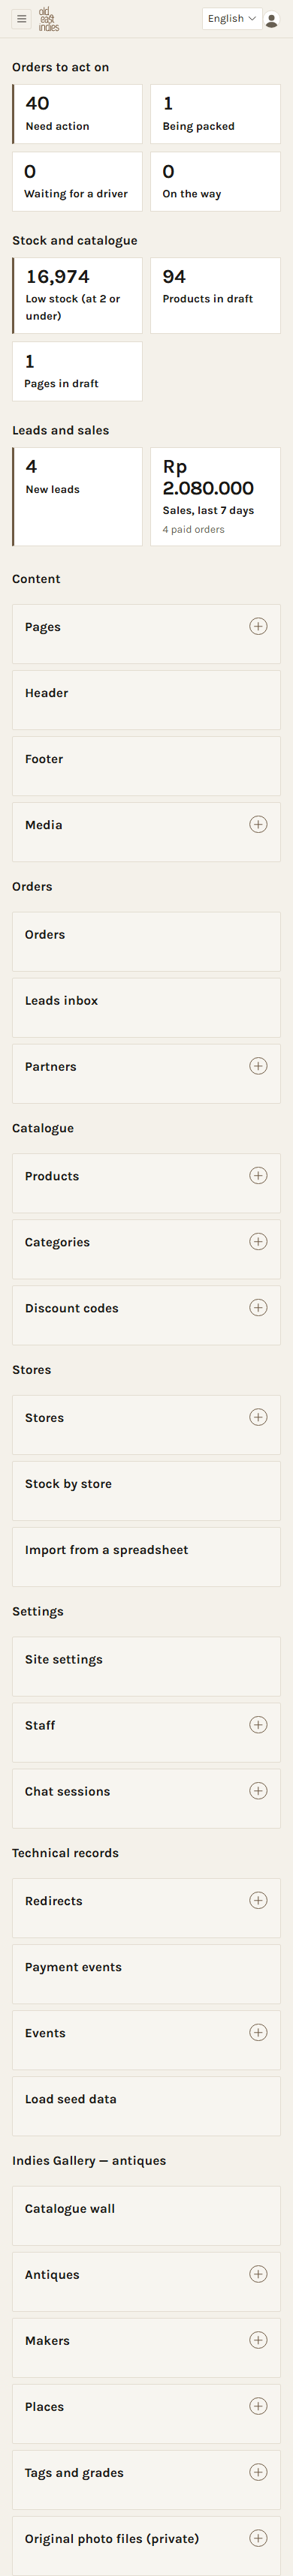 old
east
indies
English
Orders to act on
40
Need action
1
Being packed
0
Waiting for a driver
0
On the way
Stock and catalogue
16,974
Low stock (at 2 or
under)
94
Products in draft
1
Pages in draft
Leads and sales
4
New leads
Rp
2.080.000
Sales, last 7 days
4 paid orders
Content
Pages
Header
Footer
Media
Orders
Orders
Leads inbox
Partners
Catalogue
Products
Categories
Discount codes
Stores
Stores
Stock by store
Import from a spreadsheet
Settings
Site settings
Staff
Chat sessions
Technical records
Redirects
Payment events
Events
Load seed data
Indies Gallery — antiques
Catalogue wall
Antiques
Makers
Places
Tags and grades
Original photo files (private)